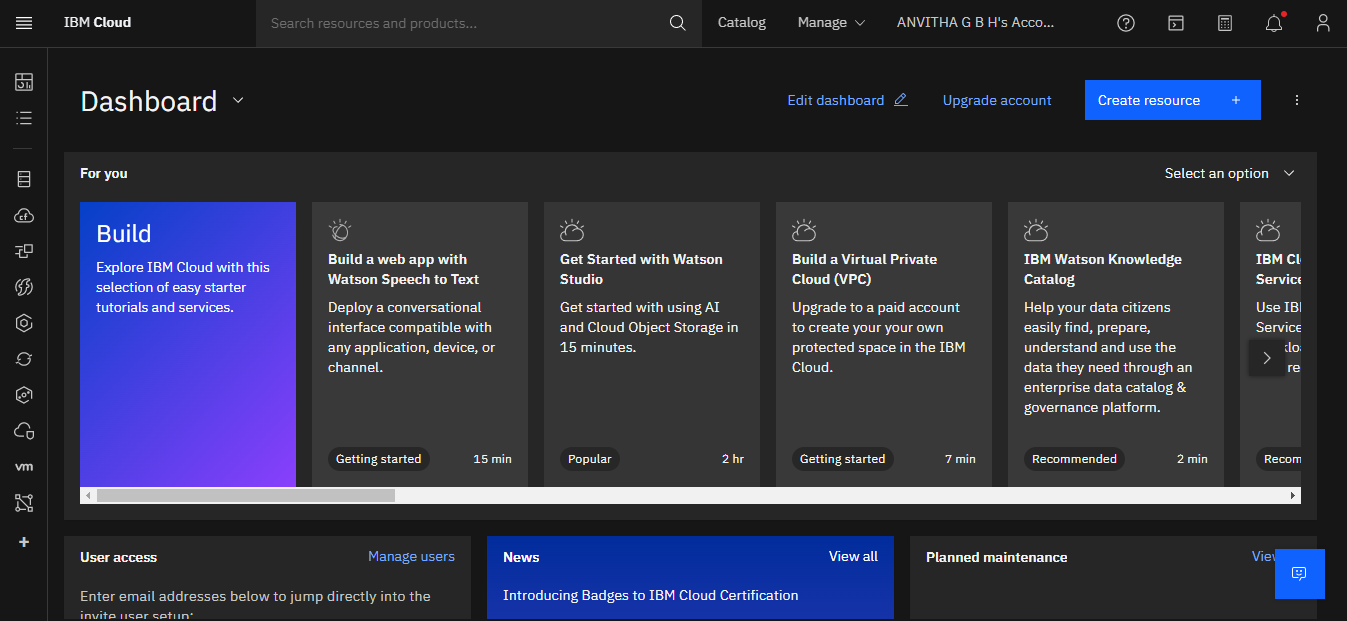 IBM Cloud
Search resources and products...
Catalog
Manage
ANVITHA G B H's Acco...
Dashboard
Edit dashboard
Upgrade account
Create resource +
For you
Select an option
Build
Explore IBM Cloud with this
selection of easy starter
tutorials and services.
Build a web app with
Watson Speech to Text
Deploy a conversational
interface compatible with
any application, device, or
channel.
Getting started
15 min
Get Started with Watson
Studio
Get started with using AI
and Cloud Object Storage in
15 minutes.
Popular
2 hr
Build a Virtual Private
Cloud (VPC)
Upgrade to a paid account
to create your your own
protected space in the IBM
Cloud.
Getting started
7 min
IBM Watson Knowledge
Catalog
Help your data citizens
easily find, prepare,
understand and use the
data they need through an
enterprise data catalog &
governance platform.
Recommended
2 min
IBM Cl
Service
Use IB
Service
re
Recom
cf
vm
User access
Manage users
Enter email addresses below to jump directly into the
invite user setup:
News
View all
Introducing Badges to IBM Cloud Certification
Planned maintenance
View